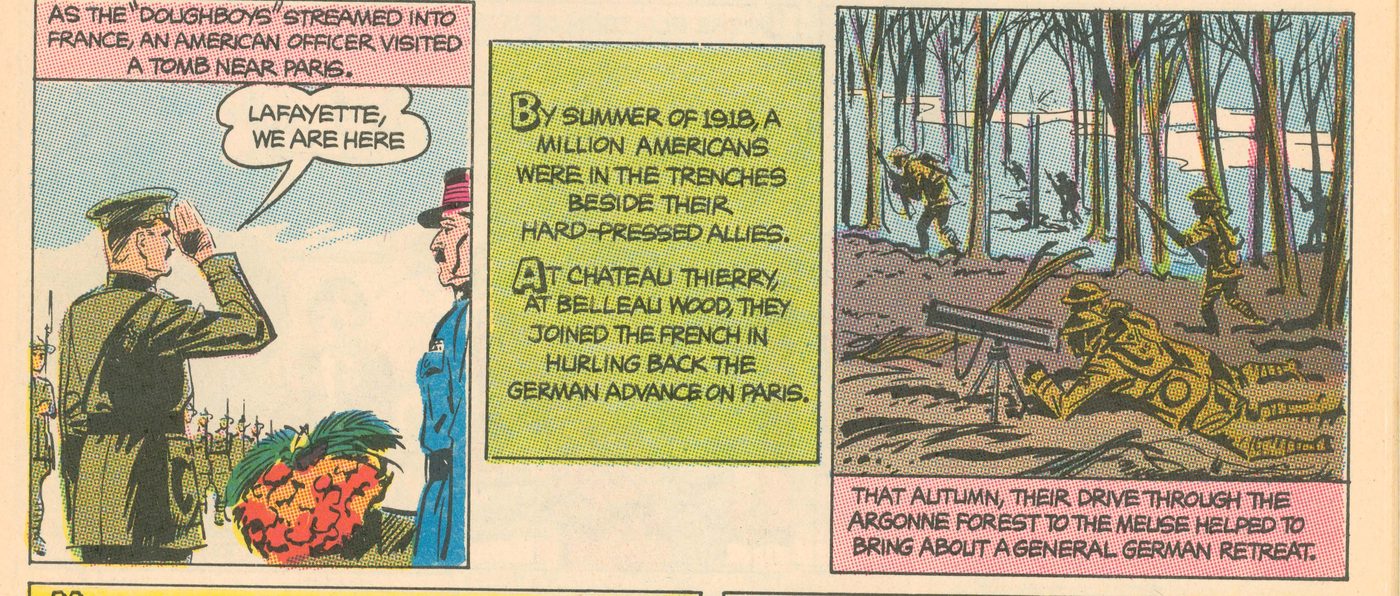 AS THE "DOUGHBOYS" STREAMED INTO
FRANCE, AN AMERICAN OFFICER VISITED
A TOMB NEAR PARIS.
LAFAYETTE,
WE ARE HERE
BY SUMMER OF 1918, A
MILLION AMERICANS
WERE IN THE TRENCHES
BESIDE THEIR
HARD-PRESSED ALLIES.
AT CHATEAU THIERRY,
AT BELLEAU WOOD, THEY
JOINED THE FRENCH IN
HURLING BACK THE
GERMAN ADVANCE ON PARIS.
THAT AUTUMN, THEIR DRIVE THROUGH THE
ARGONNE FOREST TO THE MEUSE HELPED TO
BRING ABOUT A GENERAL GERMAN RETREAT.